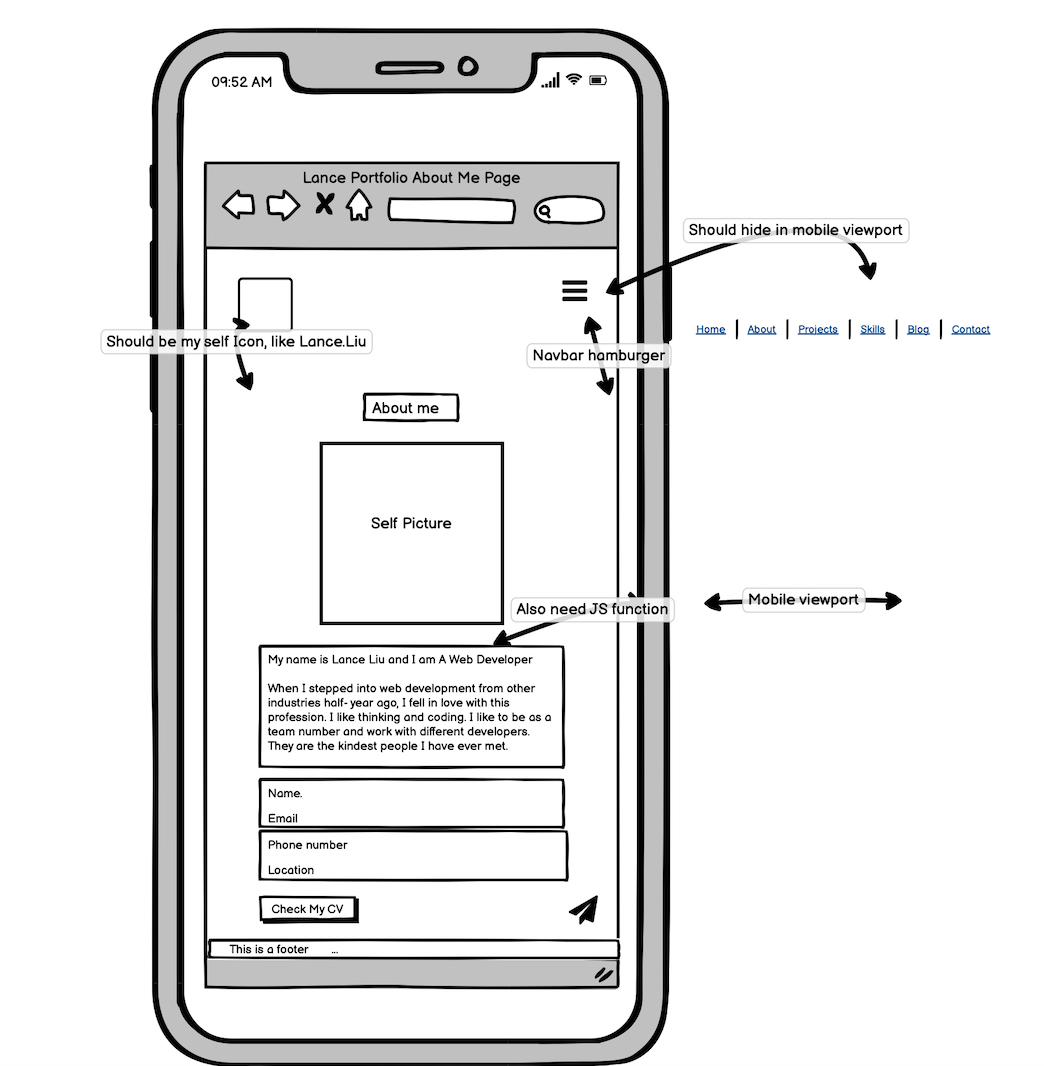 09:52 AM
Lance Portfolio About Me Page
Should hide in mobile viewport
Home | About | Projects | Skills | Blog | Contact
Should be my self Icon, like Lance.Liu
Navbar hamburger
About me
Self Picture
Mobile viewport
Also need JS function
My name is Lance Liu and I am A Web Developer
When I stepped into web development from other
industries half-year ago, I fell in love with this
profession. I like thinking and coding. I like to be as a
team number and work with different developers.
They are the kindest people I have ever met.
Name.
Email
Phone number
Location
Check My CV
This is a footer ...